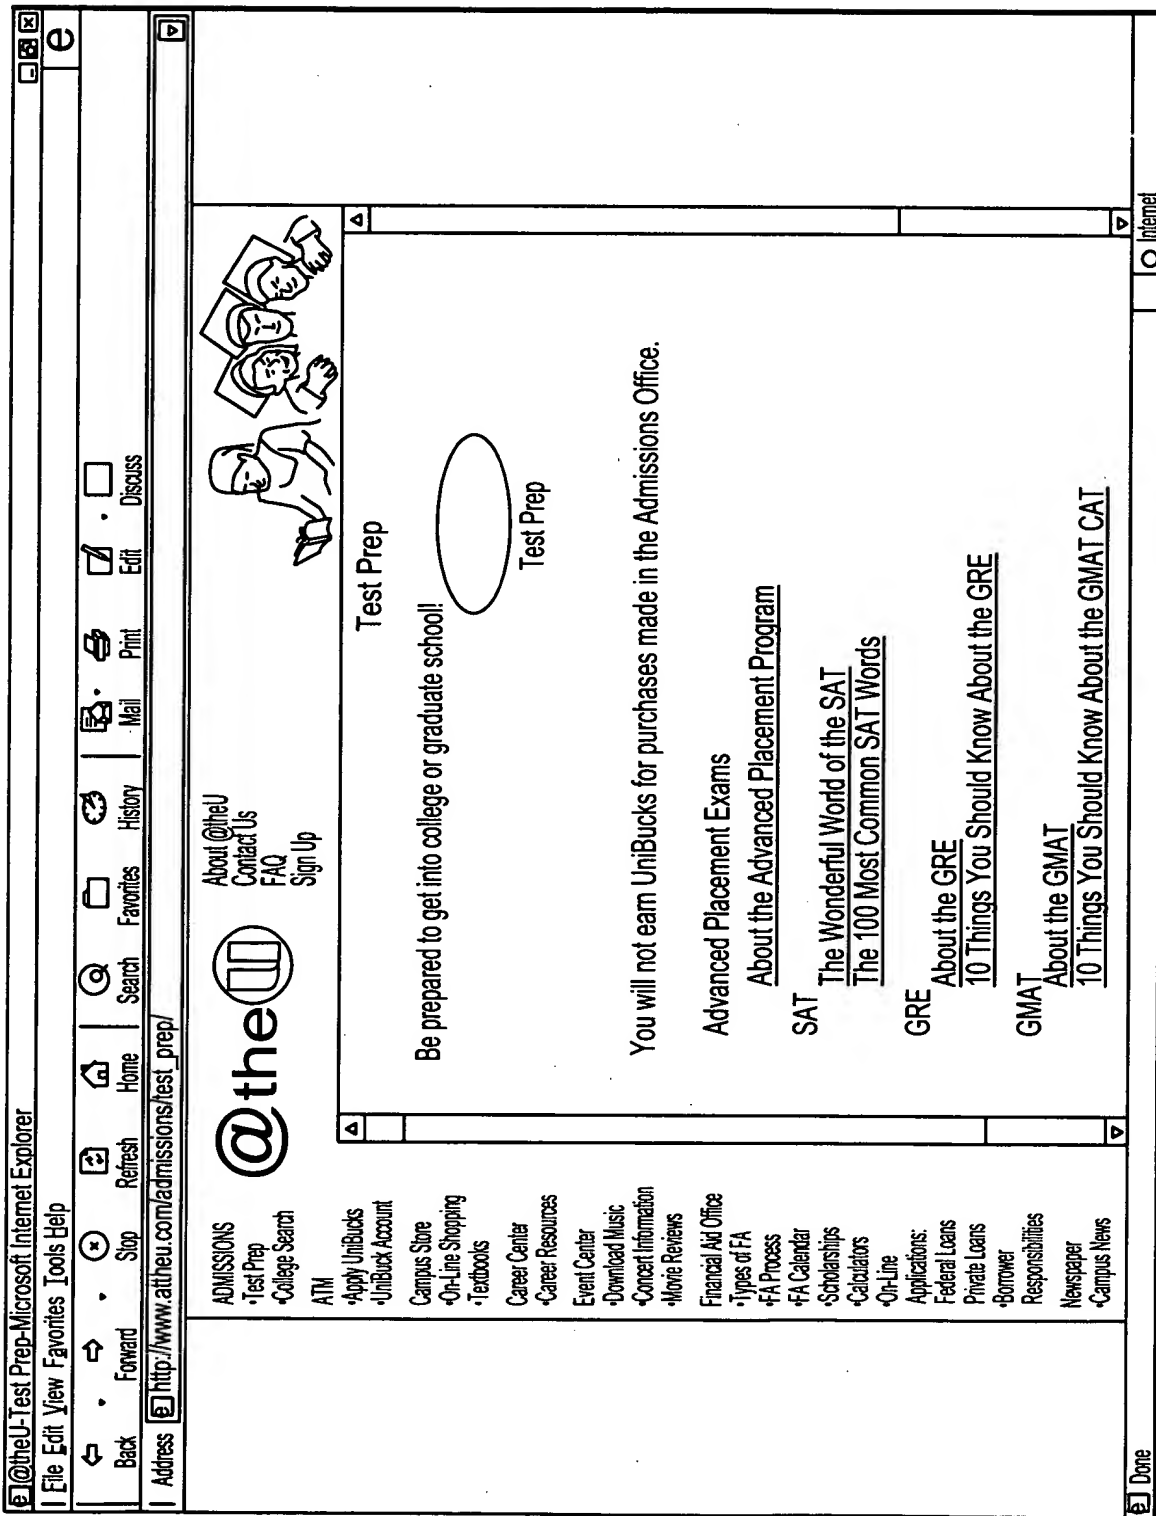 @theU-Test Prep-Microsoft Internet Explorer
File Edit View Favorites Tools Help
Back Forward Stop Refresh Home Search Favorites History Mail Print Edit Discuss
Address http://www.attheu.com/admissions/test_prep/
@theU
About @theU
Contact Us
FAQ
Sign Up
ADMISSIONS
•Test Prep
•College Search
ATM
•Apply UniBucks
•UniBuck Account
Campus Store
•On-Line Shopping
•Textbooks
Career Center
•Career Resources
Event Center
•Download Music
•Concert Information
•Movie Reviews
Financial Aid Office
•Types of FA
•FA Process
•FA Calendar
•Scholarships
•Calculators
•On-Line
Applications:
Federal Loans
Private Loans
•Borrower
Responsibilities
Newspaper
•Campus News
Test Prep
Be prepared to get into college or graduate school!
Test Prep
You will not earn UniBucks for purchases made in the Admissions Office.
Advanced Placement Exams
About the Advanced Placement Program
SAT
The Wonderful World of the SAT
The 100 Most Common SAT Words
GRE
About the GRE
10 Things You Should Know About the GRE
GMAT
About the GMAT
10 Things You Should Know About the GMAT CAT
Done
Internet